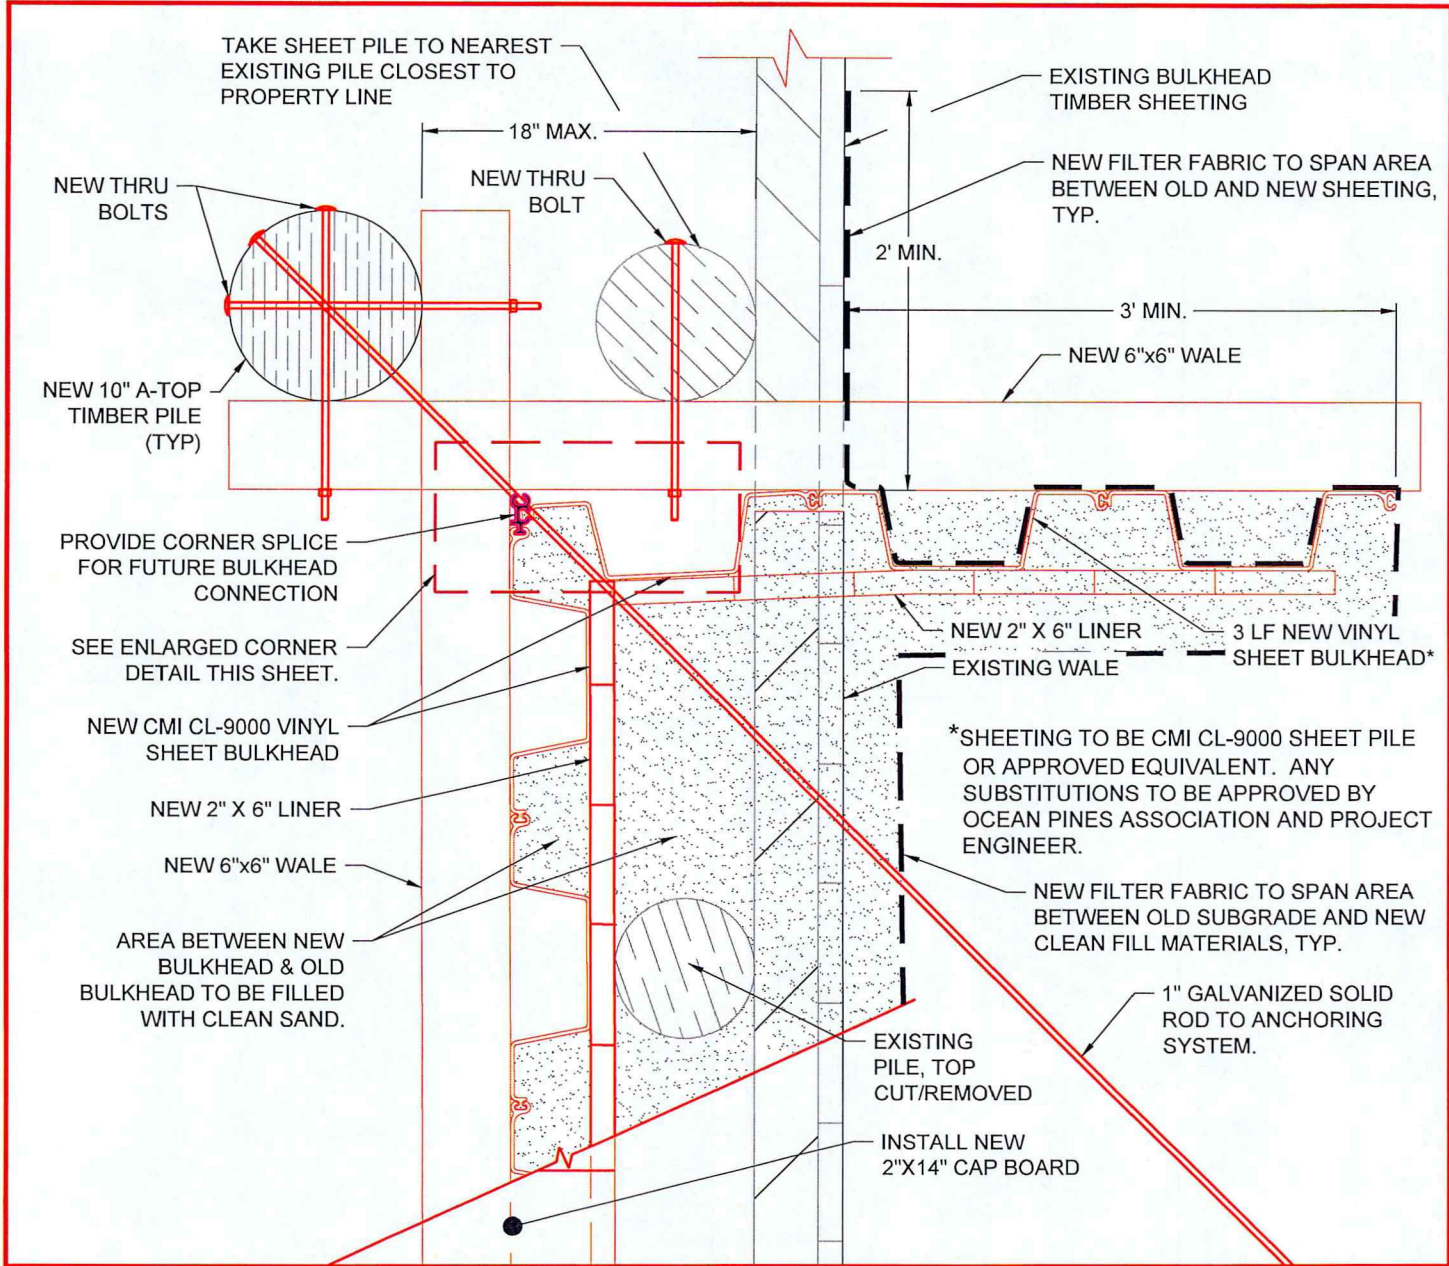 TAKE SHEET PILE TO NEAREST
EXISTING PILE CLOSEST TO
PROPERTY LINE
18" MAX.
EXISTING BULKHEAD
TIMBER SHEETING
NEW THRU
BOLTS
NEW THRU
BOLT
NEW FILTER FABRIC TO SPAN AREA
BETWEEN OLD AND NEW SHEETING,
TYP.
2' MIN.
3' MIN.
NEW 6"x6" WALE
NEW 10" A-TOP
TIMBER PILE
(TYP)
PROVIDE CORNER SPLICE
FOR FUTURE BULKHEAD
CONNECTION
SEE ENLARGED CORNER
DETAIL THIS SHEET.
NEW 2" X 6" LINER
EXISTING WALE
3 LF NEW VINYL
SHEET BULKHEAD*
NEW CMI CL-9000 VINYL
SHEET BULKHEAD
*SHEETING TO BE CMI CL-9000 SHEET PILE
OR APPROVED EQUIVALENT. ANY
SUBSTITUTIONS TO BE APPROVED BY
OCEAN PINES ASSOCIATION AND PROJECT
ENGINEER.
NEW 2" X 6" LINER
NEW 6"x6" WALE
NEW FILTER FABRIC TO SPAN AREA
BETWEEN OLD SUBGRADE AND NEW
CLEAN FILL MATERIALS, TYP.
AREA BETWEEN NEW
BULKHEAD & OLD
BULKHEAD TO BE FILLED
WITH CLEAN SAND.
1" GALVANIZED SOLID
ROD TO ANCHORING
SYSTEM.
EXISTING
PILE, TOP
CUT/REMOVED
INSTALL NEW
2"X14" CAP BOARD